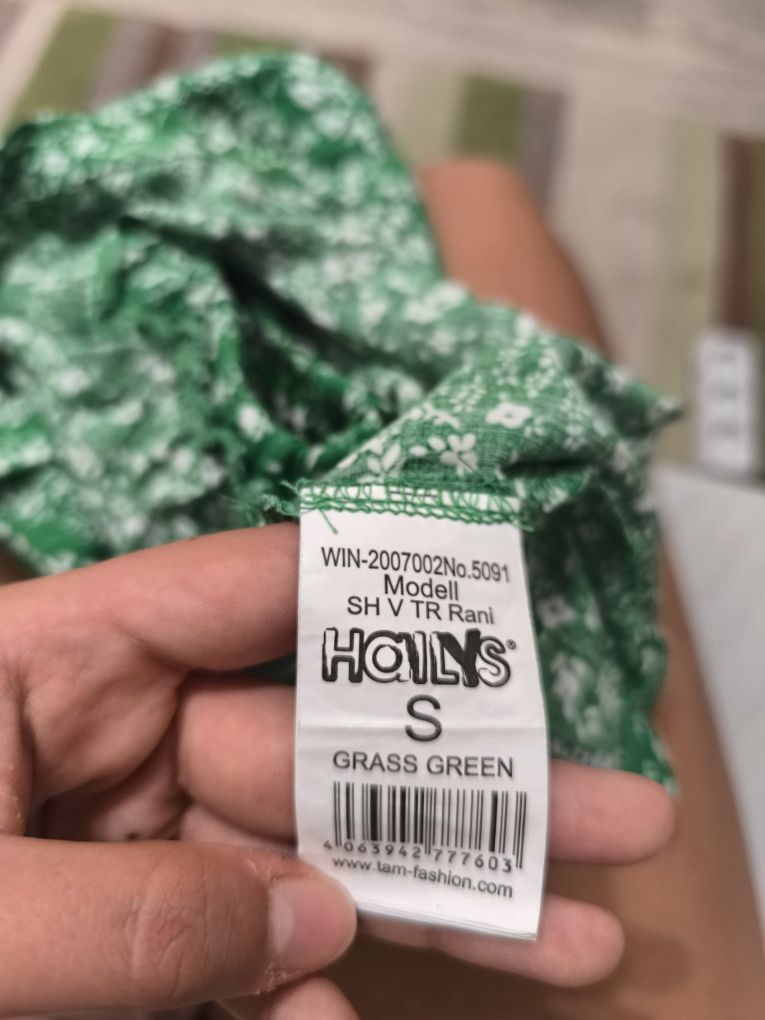 WIN-2007002No.5091
Modell
SH V TR Rani
HaILYS®
S
GRASS GREEN
4 063942 777603
www.tam-fashion.com